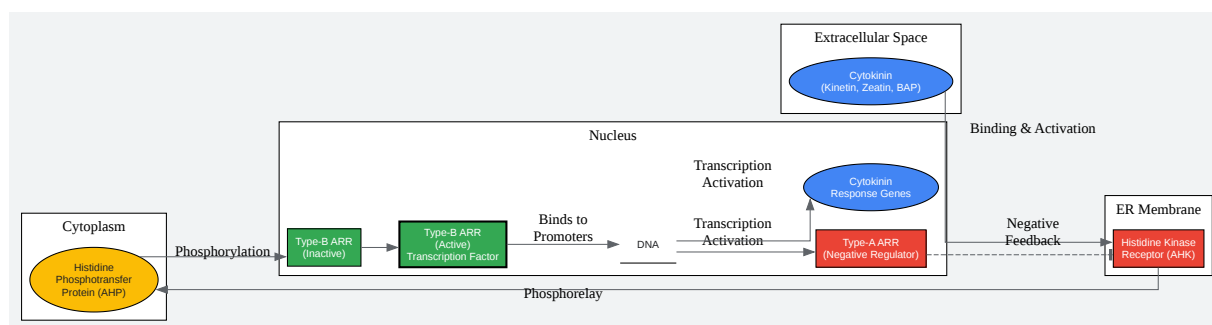 Extracellular Space
Cytokinin
(Kinetin, Zeatin, BAP)
Binding & Activation
Nucleus
Transcription
Activation
Cytokinin
Response Genes
ER Membrane
Cytoplasm
Phosphorylation
Type-B ARR
(Inactive)
Type-B ARR
(Active)
Transcription Factor
Binds to
Promoters
DNA
Transcription
Activation
Type-A ARR
(Negative Regulator)
Negative
Feedback
Histidine Kinase
Receptor (AHK)
Histidine
Phosphotransfer
Protein (AHP)
Phosphorelay